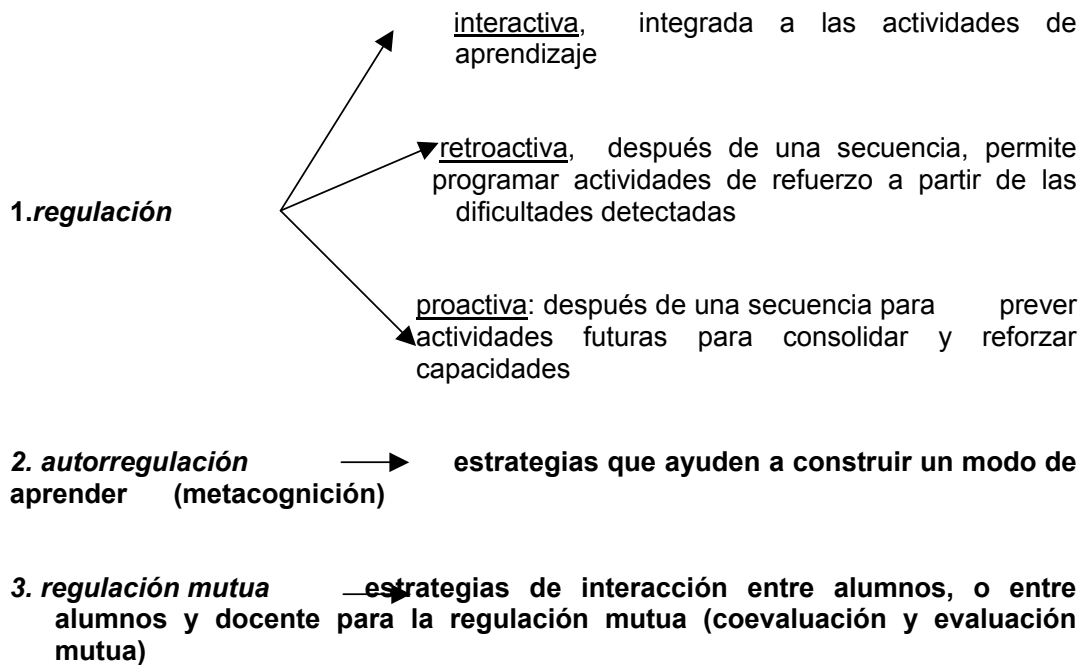 interactiva, integrada a las actividades de
aprendizaje
retroactiva, después de una secuencia, permite
programar actividades de refuerzo a partir de las
1.regulación dificultades detectadas
proactiva: después de una secuencia para prever
actividades futuras para consolidar y reforzar
capacidades
2. autorregulación estrategias que ayuden a construir un modo de
aprender (metacognición)
3. regulación mutua estrategias de interacción entre alumnos, o entre
alumnos y docente para la regulación mutua (coevaluación y evaluación
mutua)